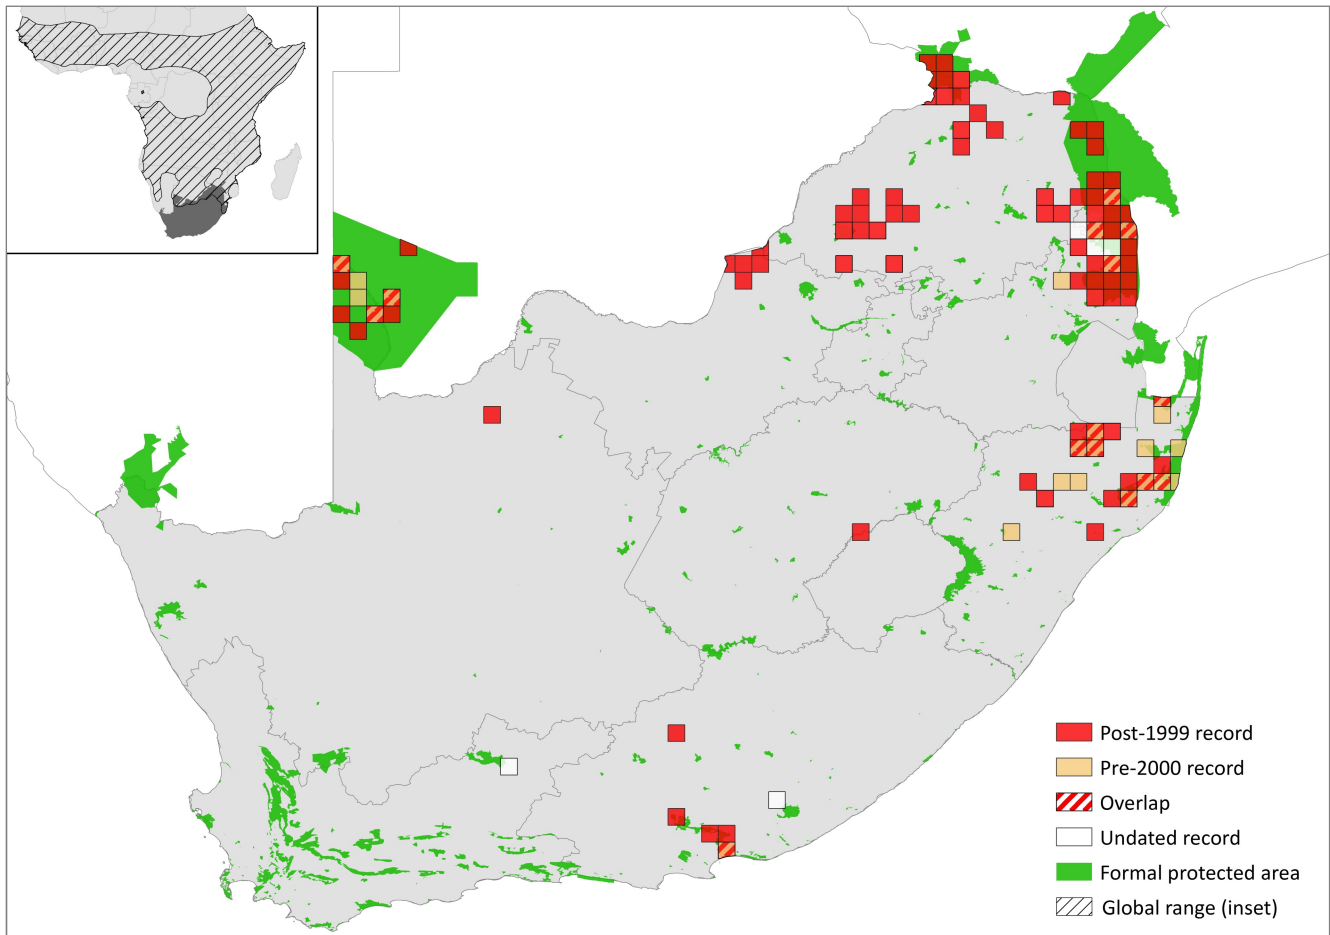 Post-1999 record
Pre-2000 record
Overlap
Undated record
Formal protected area
Global range (inset)